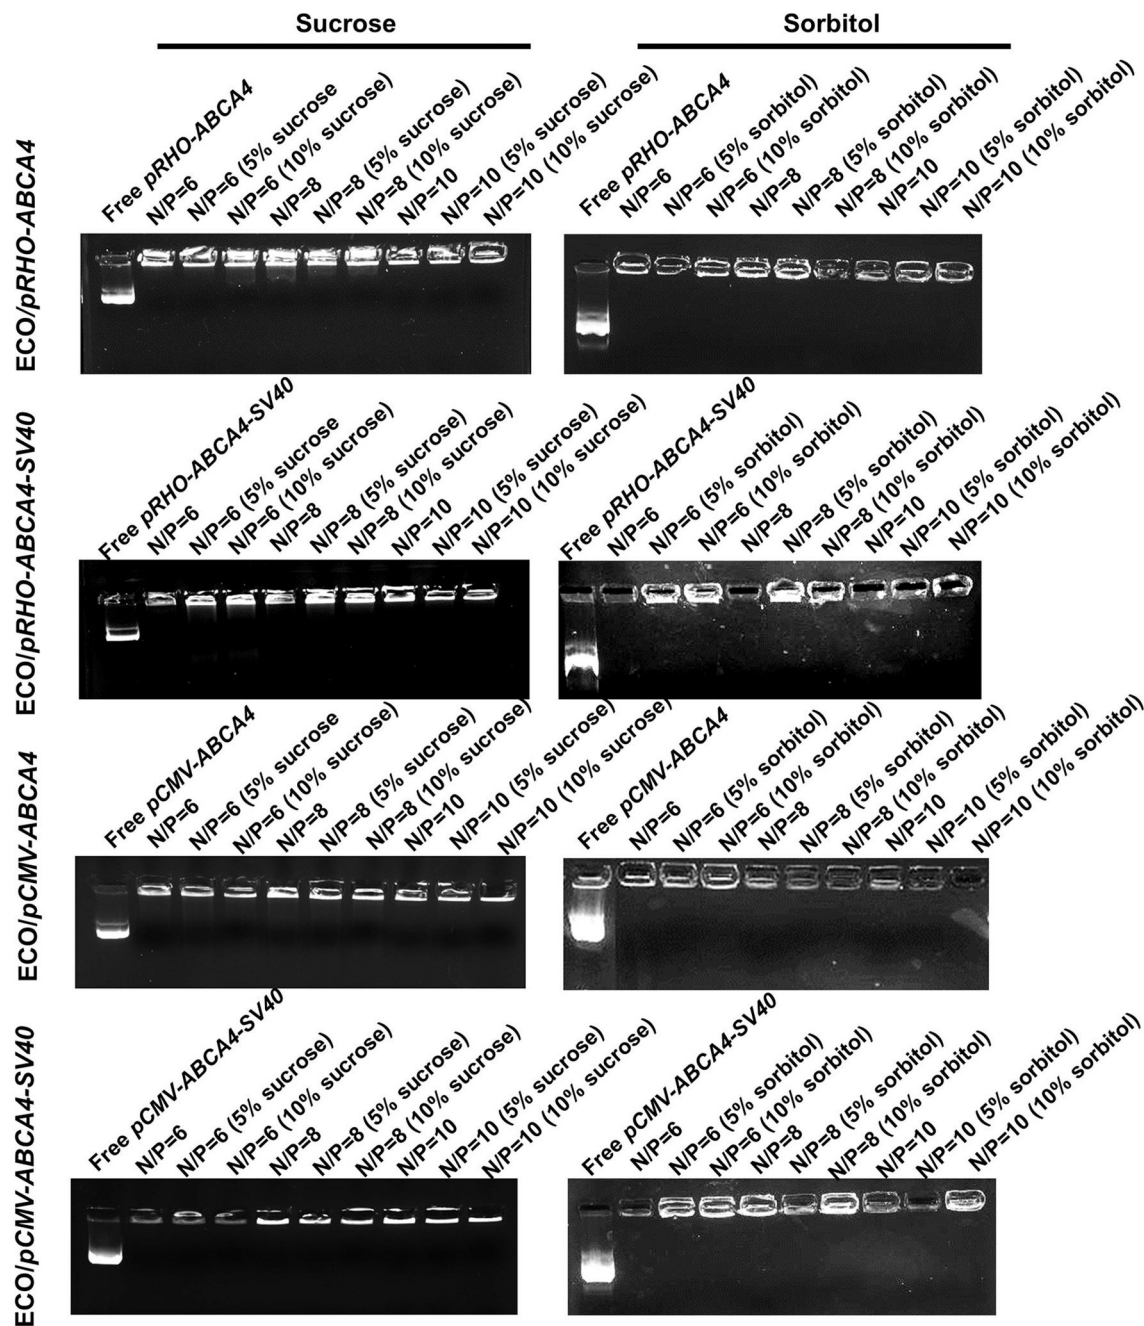 Sucrose
Sorbitol
ECO/pRHO-ABCA4
Free pRHO-ABCA4
N/P=6
N/P=6 (5% sucrose
N/P=6 (10% sucrose)
N/P=8
N/P=8 (5% sucrose)
N/P=8 (10% sucrose)
N/P=10
N/P=10 (5% sucrose)
N/P=10 (10% sucrose)
Free pRHO-ABCA4
N/P=6
N/P=6 (5% sorbitol)
N/P=6 (10% sorbitol)
N/P=8
N/P=8 (5% sorbitol)
N/P=8 (10% sorbitol)
N/P=10
N/P=10 (5% sorbitol)
N/P=10 (10% sorbitol)
ECO/pRHO-ABCA4-SV40
Free pRHO-ABCA4-SV40
N/P=6
N/P=6 (5% sucrose
N/P=6 (10% sucrose)
N/P=8
N/P=8 (5% sucrose)
N/P=8 (10% sucrose)
N/P=10
N/P=10 (5% sucrose)
N/P=10 (10% sucrose)
Free pRHO-ABCA4-SV40
N/P=6
N/P=6 (5% sorbitol)
N/P=6 (10% sorbitol)
N/P=8
N/P=8 (5% sorbitol)
N/P=8 (10% sorbitol)
N/P=10
N/P=10 (5% sorbitol)
N/P=10 (10% sorbitol)
ECO/pCMV-ABCA4
Free pCMV-ABCA4
N/P=6
N/P=6 (5% sucrose
N/P=6 (10% sucrose)
N/P=8
N/P=8 (5% sucrose)
N/P=8 (10% sucrose)
N/P=10
N/P=10 (5% sucrose)
N/P=10 (10% sucrose)
Free pCMV-ABCA4
N/P=6
N/P=6 (5% sorbitol)
N/P=6 (10% sorbitol)
N/P=8
N/P=8 (5% sorbitol)
N/P=8 (10% sorbitol)
N/P=10
N/P=10 (5% sorbitol)
N/P=10 (10% sorbitol)
ECO/pCMV-ABCA4-SV40
Free pCMV-ABCA4-SV40
N/P=6
N/P=6 (5% sucrose)
N/P=6 (10% sucrose)
N/P=8
N/P=8 (5% sucrose)
N/P=8 (10% sucrose)
N/P=10
N/P=10 (5% sucrose)
N/P=10 (10% sucrose)
Free pCMV-ABCA4-SV40
N/P=6
N/P=6 (5% sorbitol)
N/P=6 (10% sorbitol)
N/P=8
N/P=8 (5% sorbitol)
N/P=8 (10% sorbitol)
N/P=10
N/P=10 (5% sorbitol)
N/P=10 (10% sorbitol)